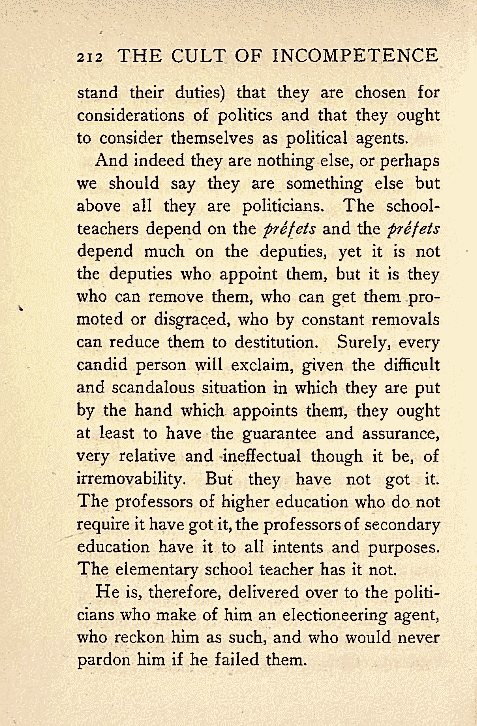 212 THE CULT OF INCOMPETENCE
stand their duties) that they are chosen for
considerations of politics and that they ought
to consider themselves as political agents.
And indeed they are nothing else, or perhaps
we should say they are something else but
above all they are politicians. The school-
teachers depend on the préfets and the préfets
depend much on the deputies, yet it is not
the deputies who appoint them, but it is they
who can remove them, who can get them pro-
moted or disgraced, who by constant removals
can reduce them to destitution. Surely, every
candid person will exclaim, given the difficult
and scandalous situation in which they are put
by the hand which appoints them, they ought
at least to have the guarantee and assurance,
very relative and ineffectual though it be, of
irremovability. But they have not got it.
The professors of higher education who do not
require it have got it, the professors of secondary
education have it to all intents and purposes.
The elementary school teacher has it not.
He is, therefore, delivered over to the politi-
cians who make of him an electioneering agent,
who reckon him as such, and who would never
pardon him if he failed them.